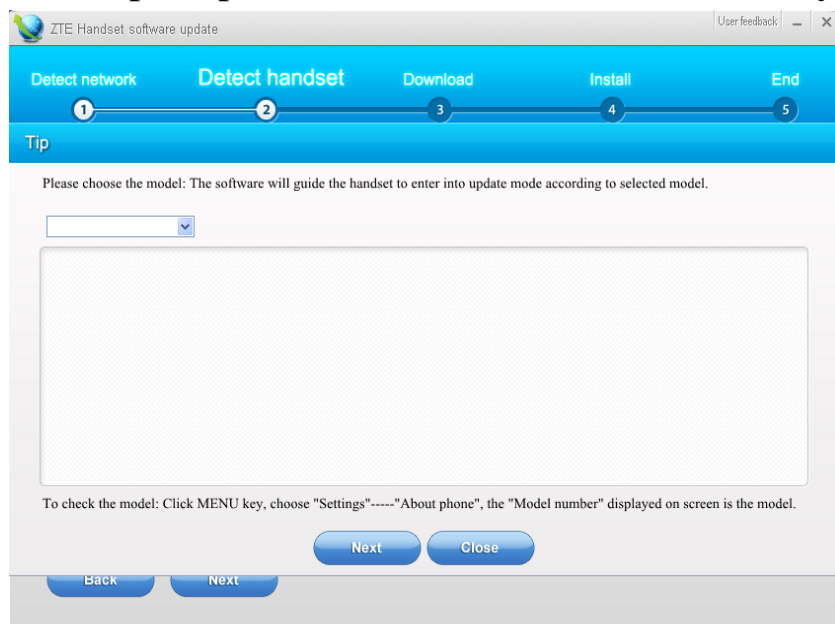 ZTE Handset software update
User feedback
Detect network Detect handset Download Install End
1 2 3 4 5
Tip
Please choose the model: The software will guide the handset to enter into update mode according to selected model.
To check the model: Click MENU key, choose "Settings"-----"About phone", the "Model number" displayed on screen is the model.
Next Close
Back Next